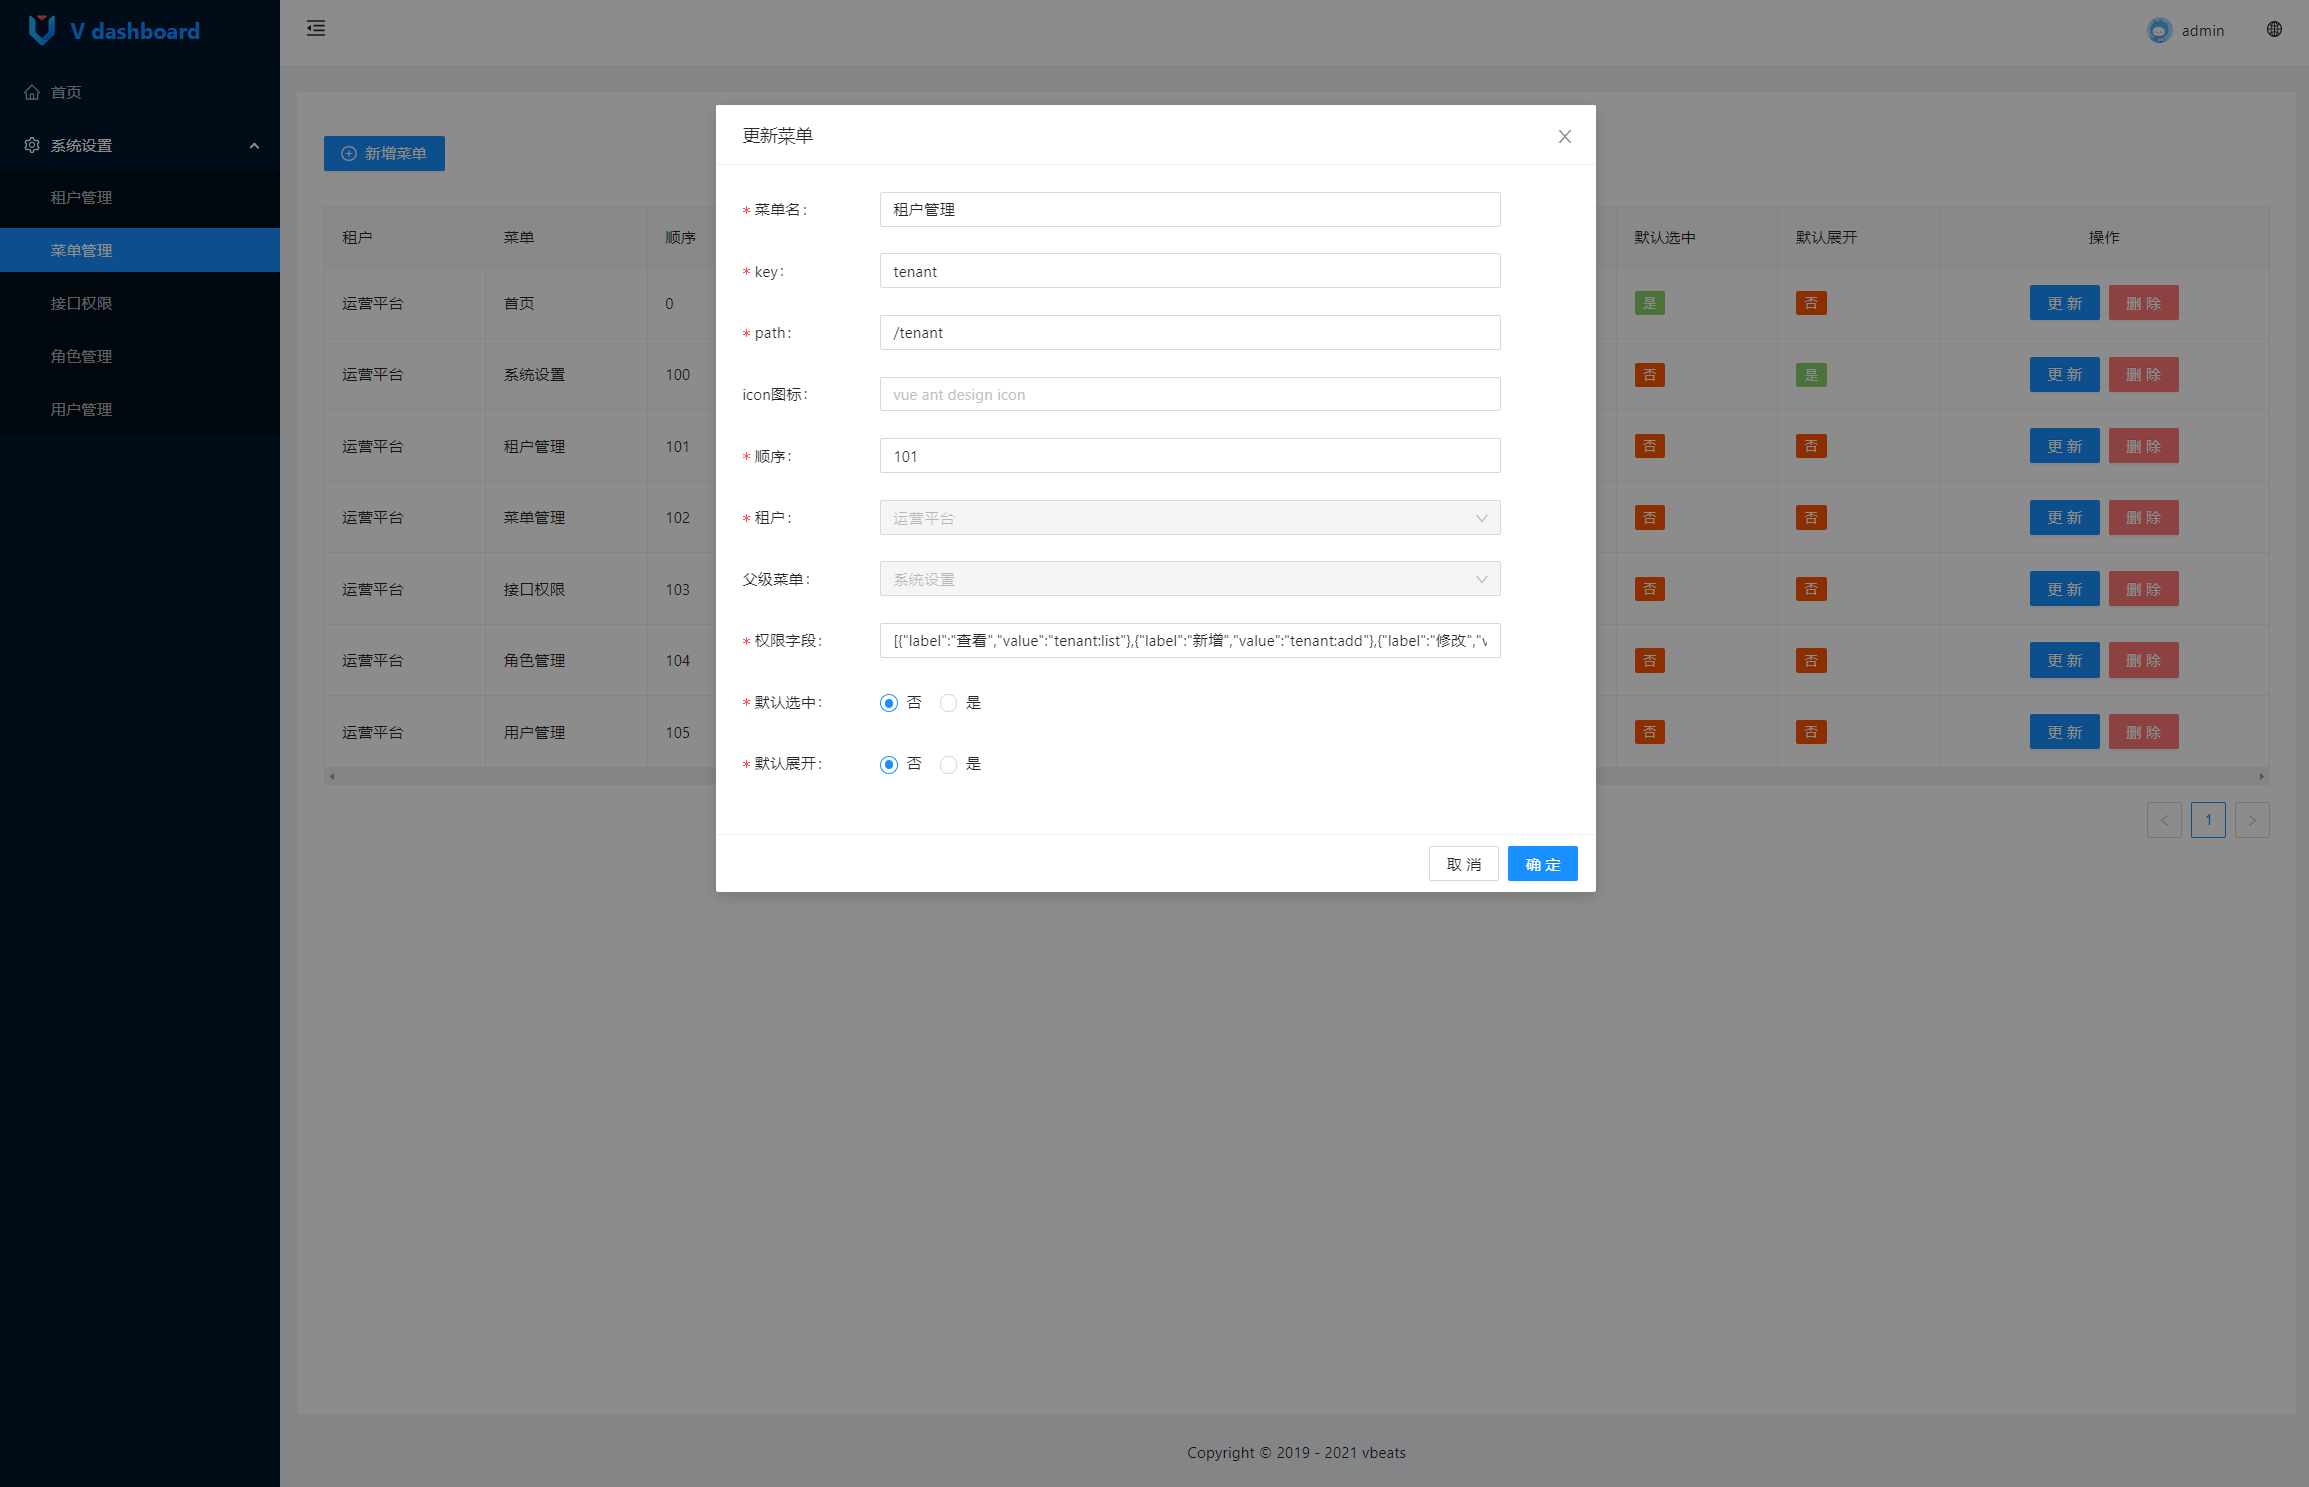 V dashboard
admin
首页
系统设置
租户管理
菜单管理
接口权限
角色管理
用户管理
新增菜单
租户 菜单 顺序 默认选中 默认展开 操作
运营平台 首页 0 是 否 更 新 删 除
运营平台 系统设置 100 否 是 更 新 删 除
运营平台 租户管理 101 否 否 更 新 删 除
运营平台 菜单管理 102 否 否 更 新 删 除
运营平台 接口权限 103 否 否 更 新 删 除
运营平台 角色管理 104 否 否 更 新 删 除
运营平台 用户管理 105 否 否 更 新 删 除
1
更新菜单
* 菜单名： 租户管理
* key： tenant
* path： /tenant
icon图标： vue ant design icon
* 顺序： 101
* 租户： 运营平台
父级菜单： 系统设置
* 权限字段： [{"label":"查看","value":"tenant:list"},{"label":"新增","value":"tenant:add"},{"label":"修改","v
* 默认选中： 否 是
* 默认展开： 否 是
取 消 确 定
Copyright © 2019 - 2021 vbeats